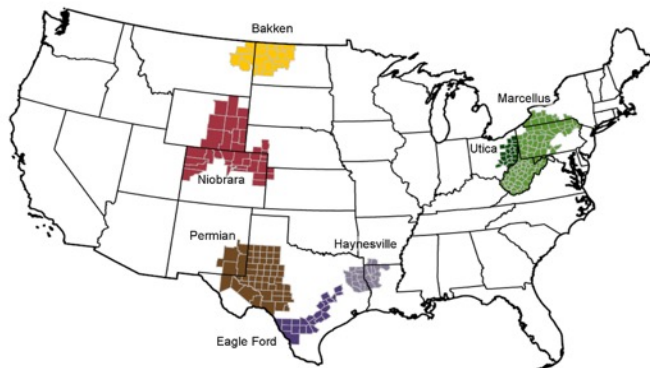 Bakken
Marcellus
Utica
Niobrara
Permian
Haynesville
Eagle Ford